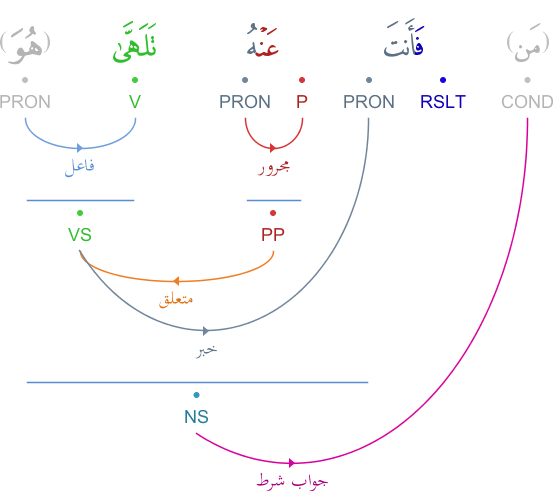 (مَن) فَأَنتَ عَنْهُ تَلَهَّىٰ (هُوَ)
COND RSLT PRON P PRON V PRON
فاعل
مجرور
VS
PP
متعلق
خبر
NS
جواب شرط